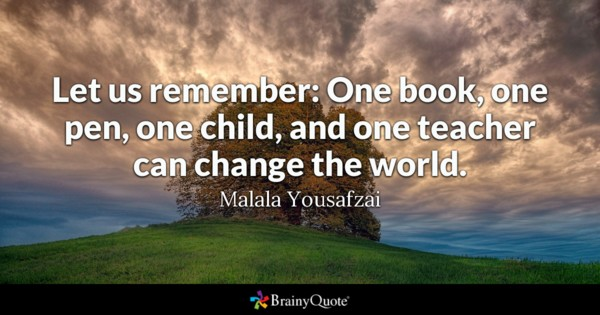 Let us remember: One book, one
pen, one child, and one teacher
can change the world.
Malala Yousafzai
BrainyQuote®